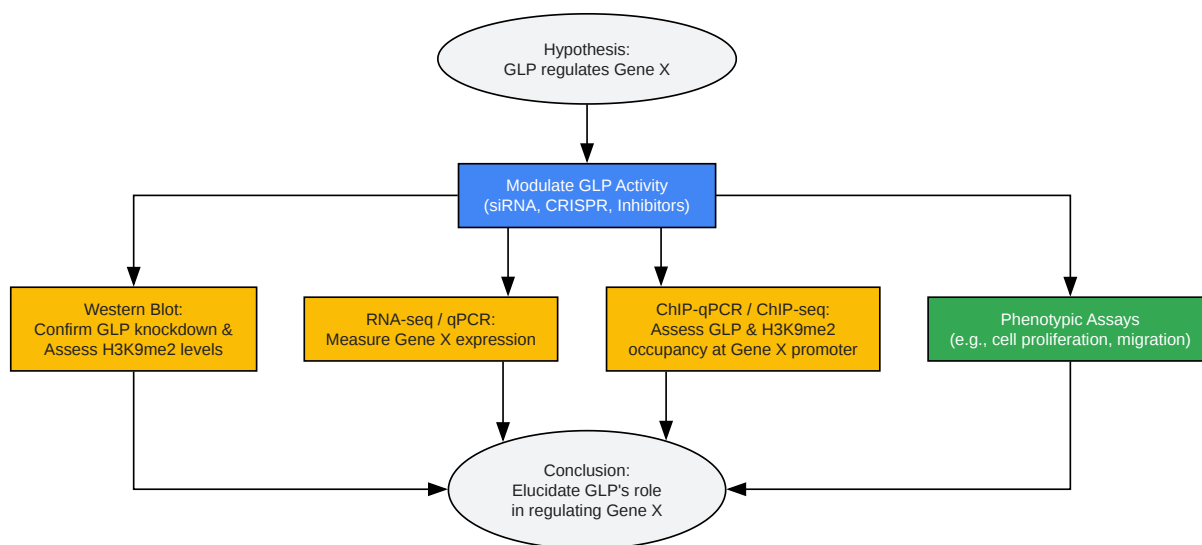 Hypothesis:
GLP regulates Gene X
Modulate GLP Activity
(siRNA, CRISPR, Inhibitors)
Western Blot:
Confirm GLP knockdown &
Assess H3K9me2 levels
RNA-seq / qPCR:
Measure Gene X expression
ChIP-qPCR / ChIP-seq:
Assess GLP & H3K9me2
occupancy at Gene X promoter
Phenotypic Assays
(e.g., cell proliferation, migration)
Conclusion:
Elucidate GLP's role
in regulating Gene X